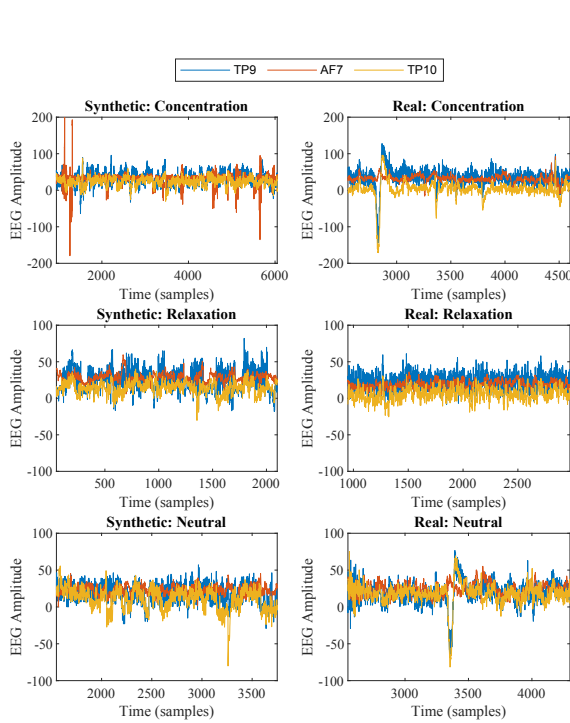 TP9 AF7 TP10
Synthetic: Concentration
200
100
0
-100
-200
EEG Amplitude
2000 4000 6000
Time (samples)
Real: Concentration
200
100
0
-100
-200
EEG Amplitude
3000 3500 4000 4500
Time (samples)
Synthetic: Relaxation
100
50
0
-50
-100
EEG Amplitude
500 1000 1500 2000
Time (samples)
Real: Relaxation
100
50
0
-50
-100
EEG Amplitude
1000 1500 2000 2500
Time (samples)
Synthetic: Neutral
100
50
0
-50
-100
EEG Amplitude
2000 2500 3000 3500
Time (samples)
Real: Neutral
100
50
0
-50
-100
EEG Amplitude
3000 3500 4000
Time (samples)